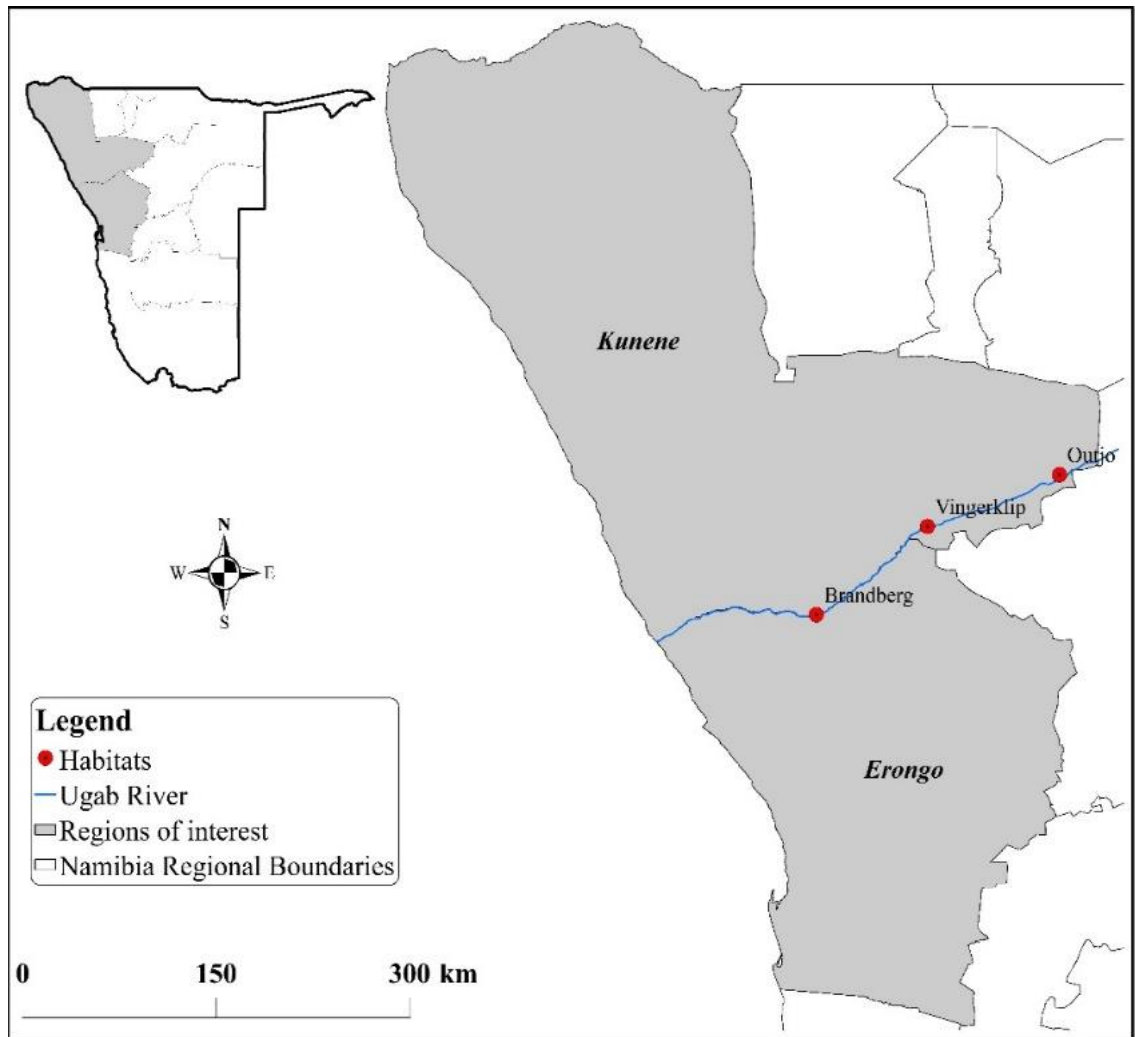 Kunene
Outjo
Vingerklip
Brandberg
Erongo
N
W E
S
Legend
Habitats
Ugab River
Regions of interest
Namibia Regional Boundaries
0 150 300 km